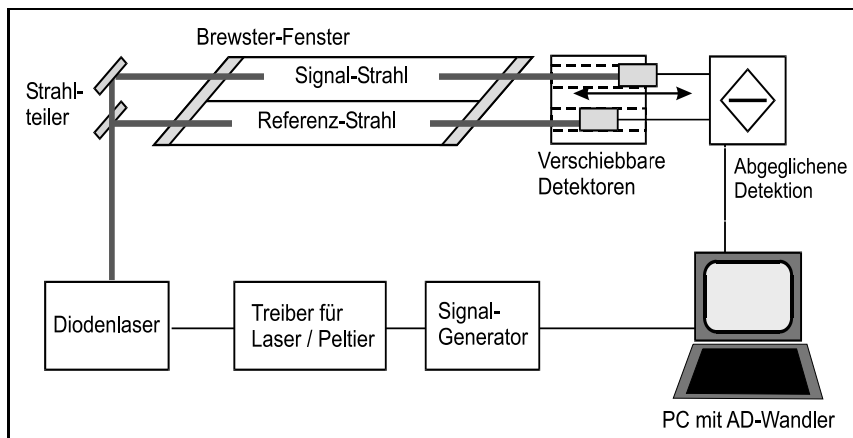 Brewster-Fenster
Signal-Strahl
Strahl-
teiler
Referenz-Strahl
Verschiebbare
Detektoren
Abgeglichene
Detektion
Diodenlaser
Treiber für
Laser / Peltier
Signal-
Generator
PC mit AD-Wandler